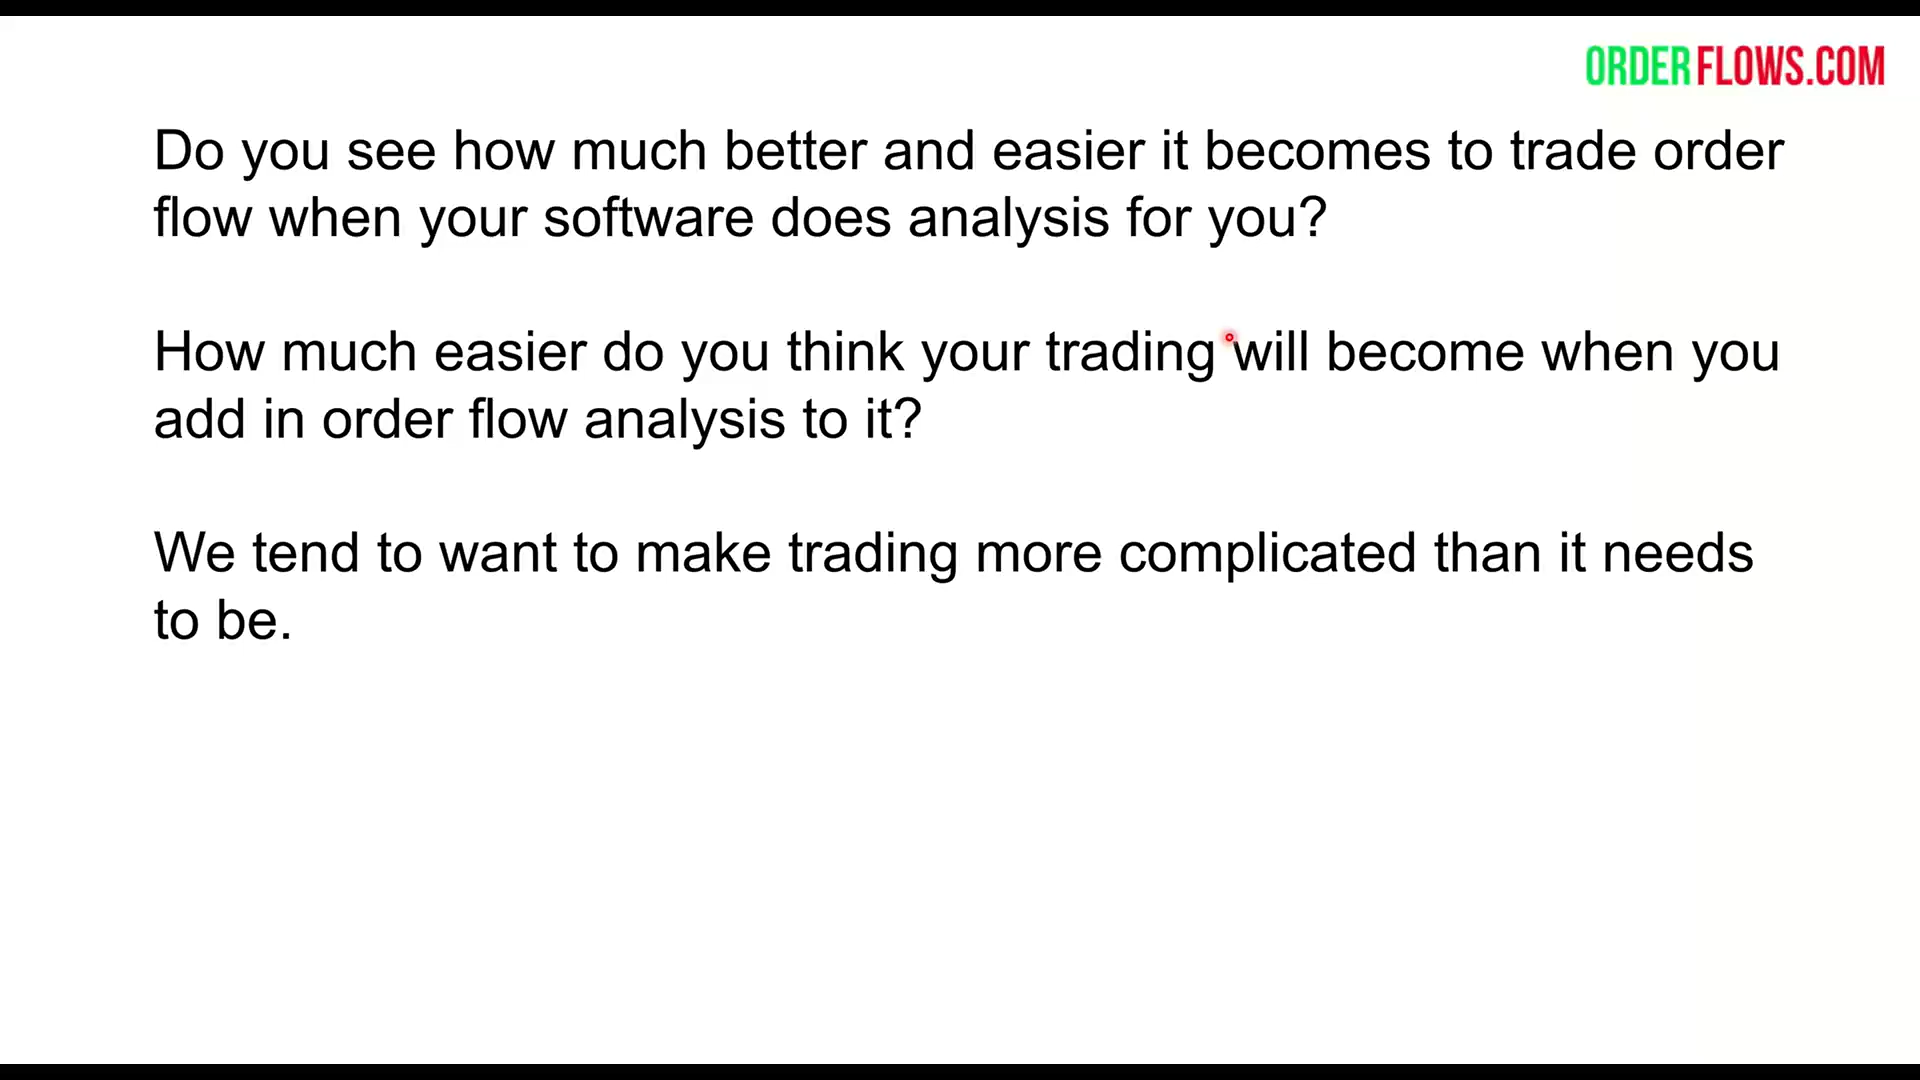 ORDERFLOWS.COM
Do you see how much better and easier it becomes to trade order
flow when your software does analysis for you?
How much easier do you think your trading will become when you
add in order flow analysis to it?
We tend to want to make trading more complicated than it needs
to be.